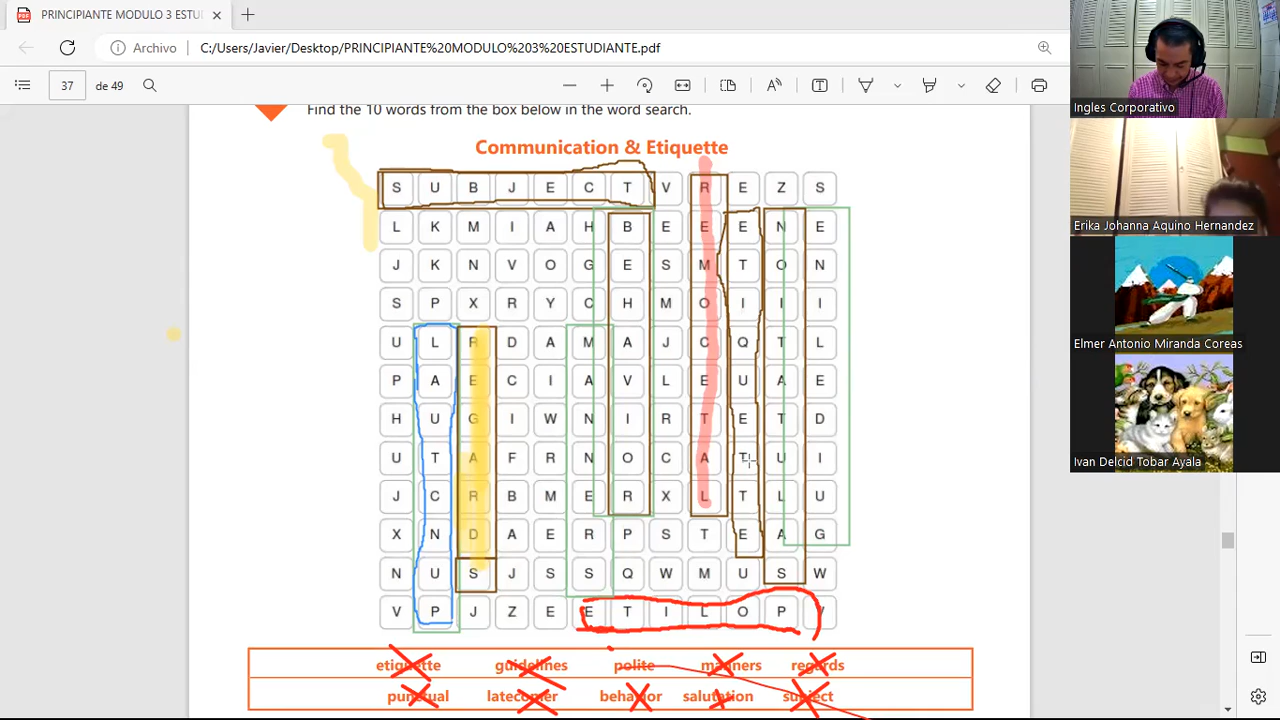 PRINCIPIANTE MODULO 3 ESTU
Archivo C:/Users/Javier/Desktop/PRINCIPIANTE%20MODULO%203%20ESTUDIANTE.pdf
37 de 49
Find the 10 words from the box below in the word search.
Communication & Etiquette
S U B J E C T V R E Z S
L K M I A H B E E E N E
J K N V O G E S M T O N
S P X R Y C H M O I I I
U L R D A M A J C Q T L
P A E C I A V L E U A E
H U G I W N I R T E T D
U T A F R N O C A T U I
J C R B M E R X L T L U
X N D A E R P S T E A G
N U S J S S Q W M U S W
V P J Z E E T I L O P V
etiquette guidelines polite manners regards
punctual latecomer behavior salutation subject
Ingles Corporativo
Erika Johanna Aquino Hernandez
Elmer Antonio Miranda Coreas
Ivan Delcid Tobar Ayala